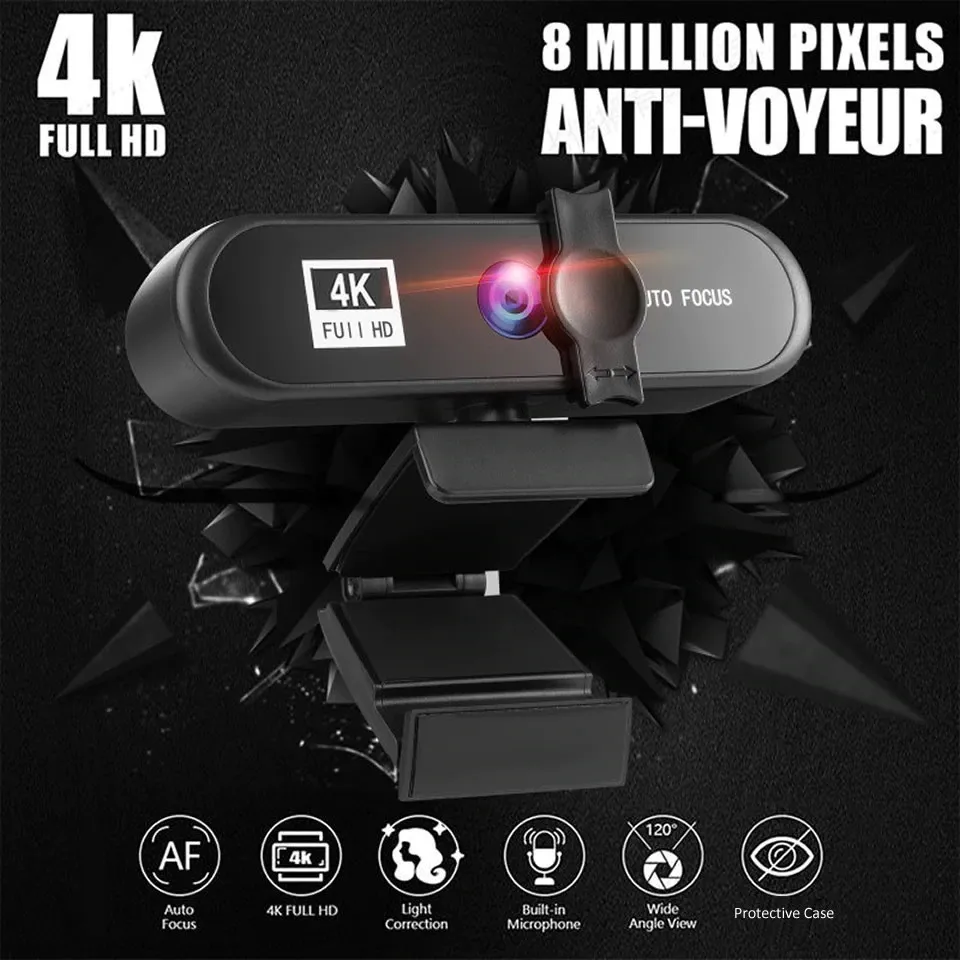 4k
FULL HD
8 MILLION PIXELS
ANTI-VOYEUR
4K
FUII HD
UTO FOCUS
AF
4k
120°
Auto
Focus
4K FULL HD
Light
Correction
Built-in
Microphone
Wide
Angle View
Protective Case